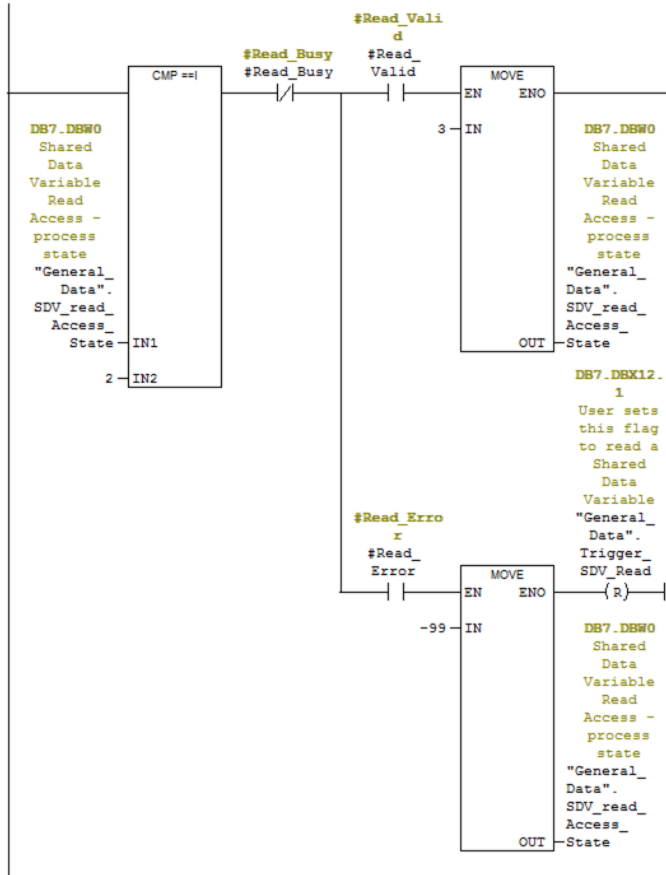 #Read_Vali
d
#Read_
Valid
#Read_Busy
#Read_Busy
CMP ==I
MOVE
EN ENO
3 IN
DB7.DBW0
Shared
Data
Variable
Read
Access -
process
state
"General_
Data".
SDV_read_
Access_
State IN1
2 IN2
DB7.DBW0
Shared
Data
Variable
Read
Access -
process
state
"General_
Data".
SDV_read_
Access_
OUT State
DB7.DBX12.
1
User sets
this flag
to read a
Shared
Data
Variable
"General_
Data".
Trigger_
SDV_Read
#Read_Erro
r
#Read_
Error
MOVE
EN ENO
R
-99 IN
DB7.DBW0
Shared
Data
Variable
Read
Access -
process
state
"General_
Data".
SDV_read_
Access_
OUT State